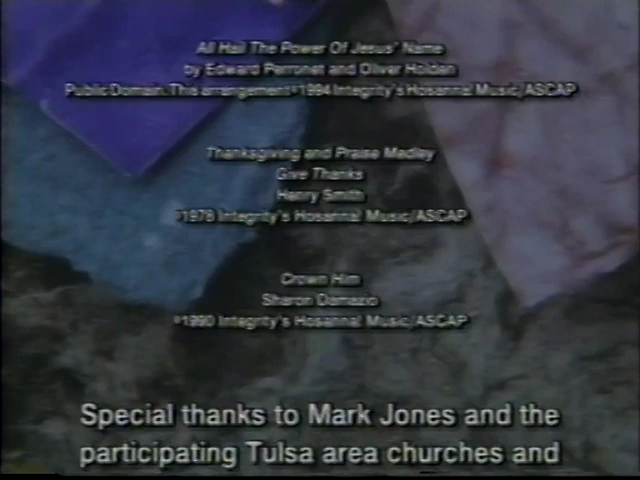 All Hail The Power Of Jesus' Name
by Edward Perronet and Oliver Holden
Public Domain. This arrangement ©1994 Integrity's Hosanna! Music/ASCAP
Thanksgiving and Praise Medley
Give Thanks
Henry Smith
©1978 Integrity's Hosanna! Music/ASCAP
Crown Him
Sharon Damazio
©1990 Integrity's Hosanna! Music/ASCAP
Special thanks to Mark Jones and the
participating Tulsa area churches and